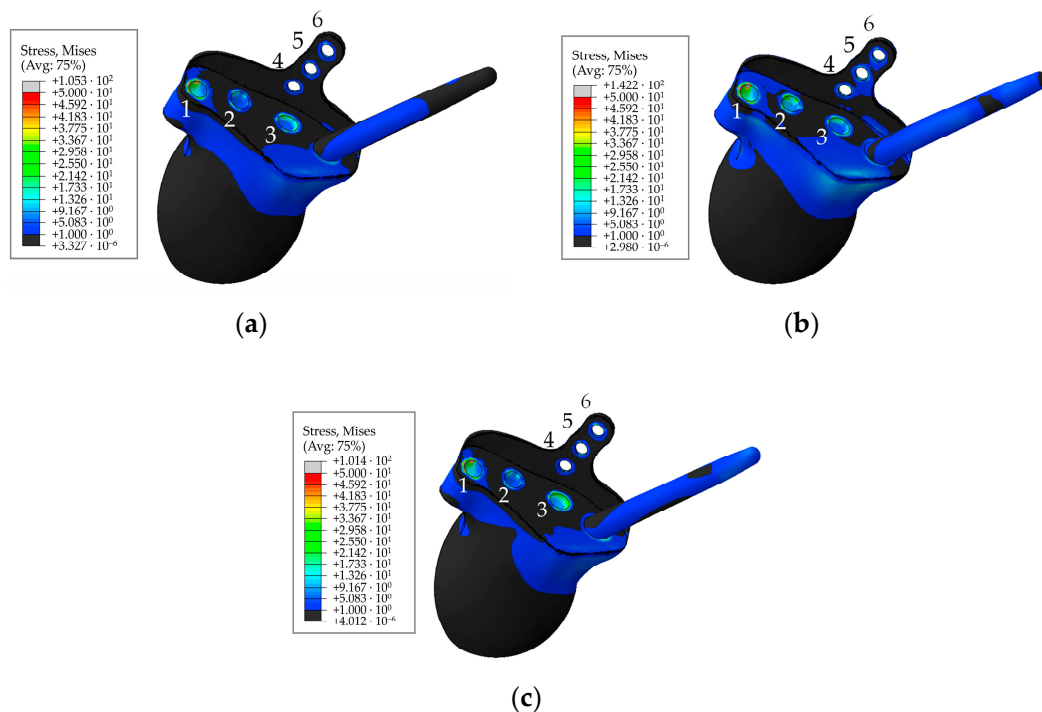 Stress, Mises
(Avg: 75%)
+1.053 · 10²
+5.000 · 10¹
+4.592 · 10¹
+4.183 · 10¹
+3.775 · 10¹
+3.367 · 10¹
+2.958 · 10¹
+2.550 · 10¹
+2.142 · 10¹
+1.733 · 10¹
+1.326 · 10¹
+9.167 · 10⁰
+5.083 · 10⁰
+1.000 · 10⁰
+3.327 · 10⁻⁶
1
2
3
4
5
6
(a)
Stress, Mises
(Avg: 75%)
+1.422 · 10²
+5.000 · 10¹
+4.592 · 10¹
+4.183 · 10¹
+3.775 · 10¹
+3.367 · 10¹
+2.958 · 10¹
+2.550 · 10¹
+2.142 · 10¹
+1.733 · 10¹
+1.326 · 10¹
+9.167 · 10⁰
+5.083 · 10⁰
+1.000 · 10⁰
+2.980 · 10⁻⁶
1
2
3
4
5
6
(b)
Stress, Mises
(Avg: 75%)
+1.014 · 10²
+5.000 · 10¹
+4.592 · 10¹
+4.183 · 10¹
+3.775 · 10¹
+3.367 · 10¹
+2.958 · 10¹
+2.550 · 10¹
+2.142 · 10¹
+1.733 · 10¹
+1.326 · 10¹
+9.167 · 10⁰
+5.083 · 10⁰
+1.000 · 10⁰
+4.012 · 10⁻⁶
1
2
3
4
5
6
(c)